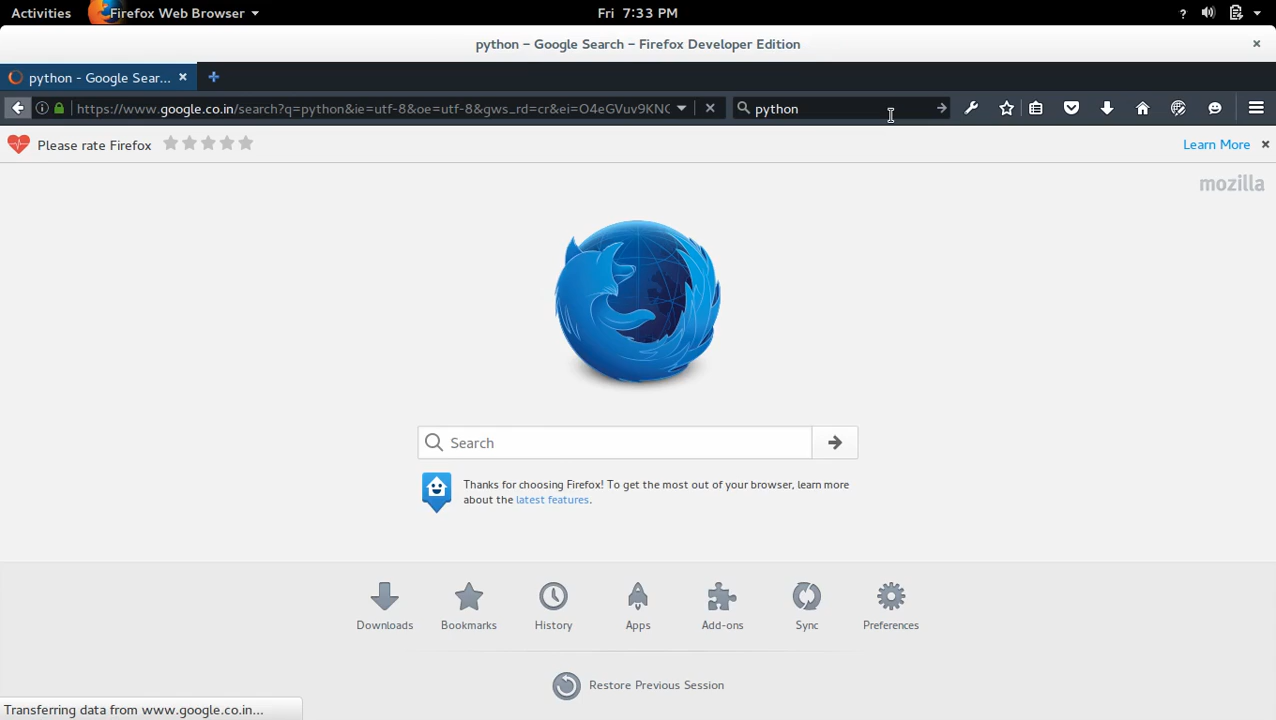 Activities Firefox Web Browser Fri 7:33 PM ?
python – Google Search – Firefox Developer Edition
python - Google Sear...
https://www.google.co.in/search?q=python&ie=utf-8&oe=utf-8&gws_rd=cr&ei=O4eGVuv9KNC python
Please rate Firefox Learn More
mozilla
Search
Thanks for choosing Firefox! To get the most out of your browser, learn more
about the latest features.
Downloads Bookmarks History Apps Add-ons Sync Preferences
Restore Previous Session
Transferring data from www.google.co.in...